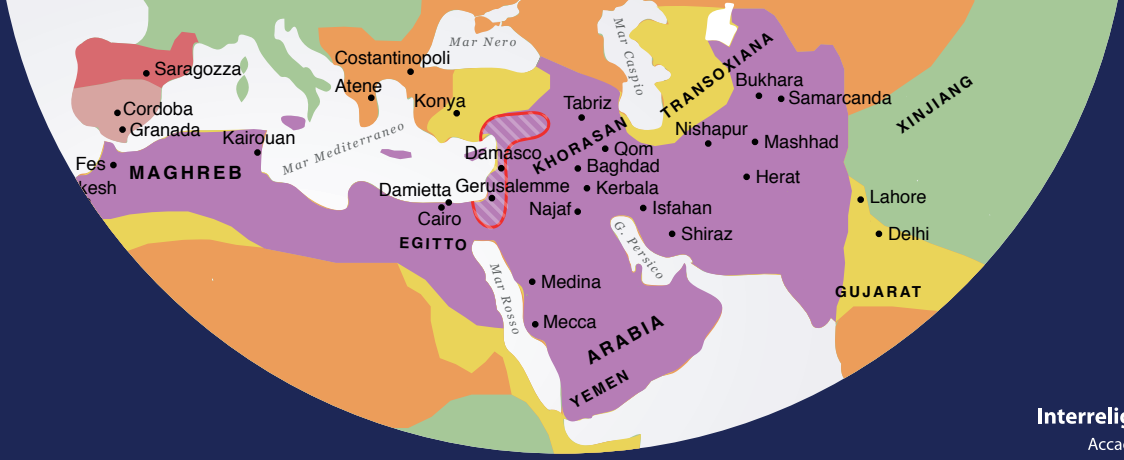 Mar Nero
Mar Caspio
Costantinopoli
Saragozza
Atene
TRANSOXIANA
Bukhara
Samarcanda
XINJIANG
Konya
Tabriz
Cordoba
Granada
KHORASAN
Nishapur
Kairouan
Mar Mediterraneo
Qom
Mashhad
Damasco
Fes
MAGHREB
Baghdad
Herat
kesh
Damietta
Gerusalemme
Kerbala
Lahore
Cairo
Najaf
Isfahan
EGITTO
Shiraz
Delhi
G. Persico
Mar Rosso
Medina
GUJARAT
Mecca
ARABIA
YEMEN
Interrelig
Acca